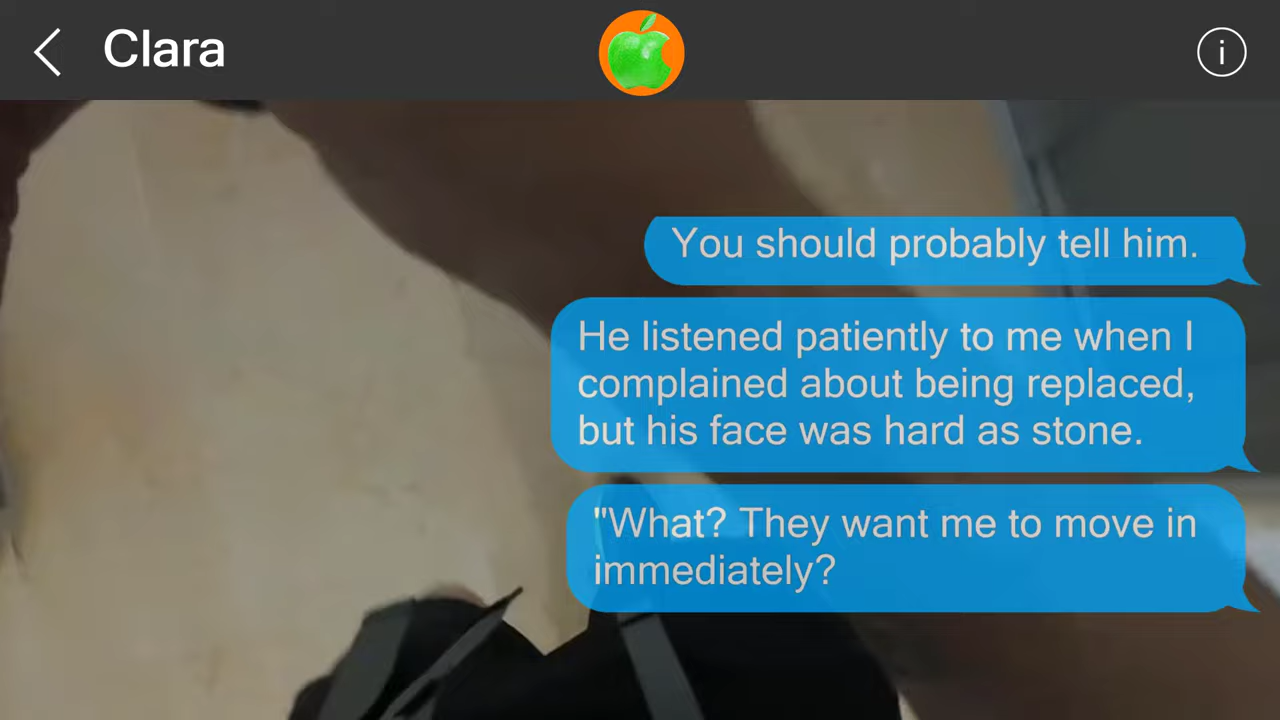 Clara
You should probably tell him.
He listened patiently to me when I
complained about being replaced,
but his face was hard as stone.
"What? They want me to move in
immediately?